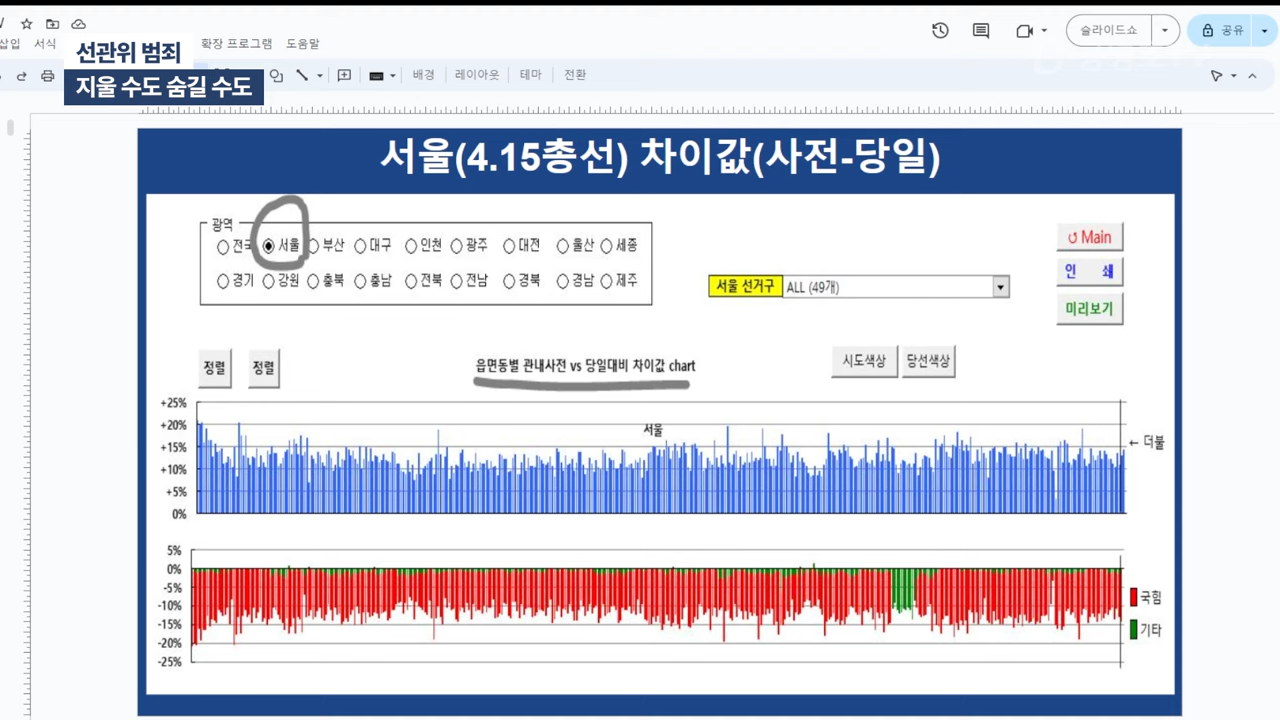 삽입 서식 확장 프로그램 도움말
슬라이드쇼
공유
선관위 범죄
지울 수도 숨길 수도
배경 레이아웃 테마 전환
서울(4.15총선) 차이값(사전-당일)
광역
전국 서울 부산 대구 인천 광주 대전 울산 세종
경기 강원 충북 충남 전북 전남 경북 경남 제주
서울 선거구 ALL (49개)
↺ Main
인 쇄
미리보기
정렬 정렬
읍면동별 관내사전 vs 당일대비 차이값 chart
시도색상 당선색상
서울
+25%
+20%
+15%
+10%
+5%
0%
← 더불
5%
0%
-5%
-10%
-15%
-20%
-25%
국힘
기타